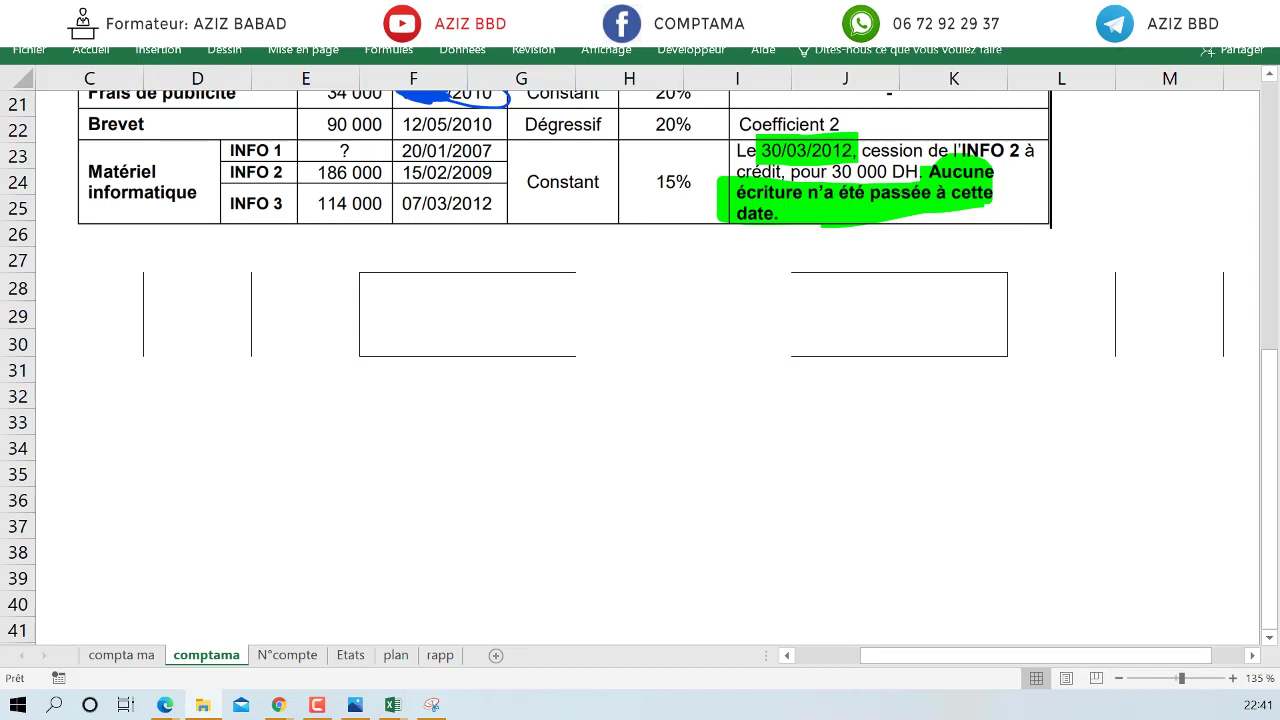 Formateur: AZIZ BABAD AZIZ BBD COMPTAMA 06 72 92 29 37 AZIZ BBD
Fichier Accueil Insertion Dessin Mise en page Formules Données Révision Affichage Développeur Aide Dites-nous ce que vous voulez faire Partager
C D E F G H I J K L M
21 Frais de publicité 34 000 2010 Constant 20% -
22 Brevet 90 000 12/05/2010 Dégressif 20% Coefficient 2
23 INFO 1 ? 20/01/2007 Le 30/03/2012, cession de l'INFO 2 à
24 Matériel informatique INFO 2 186 000 15/02/2009 Constant 15% crédit, pour 30 000 DH. Aucune
25 INFO 3 114 000 07/03/2012 écriture n'a été passée à cette
date.
26
27
28
29
30
31
32
33
34
35
36
37
38
39
40
41
compta ma comptama N°compte Etats plan rapp
Prêt 135 %
22:41